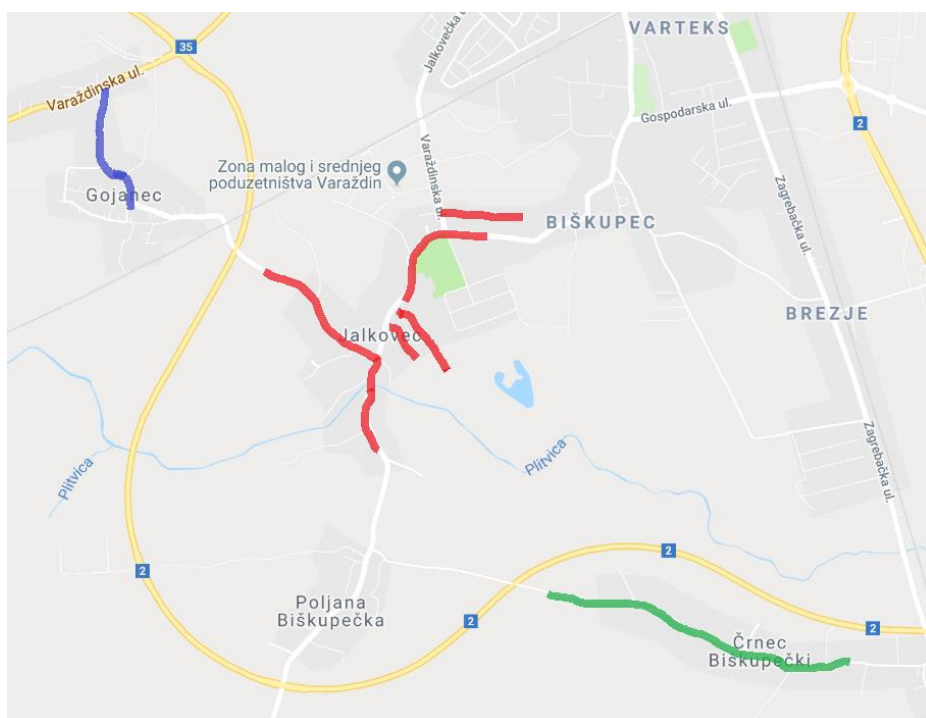 VARTEKS
35
Jalkovečka u
Varaždinska ul.
2
Gospodarska ul.
Zona malog i srednjeg
poduzetništva Varaždin
Varaždinska ul.
Zagrebačka ul.
Gojanec
BIŠKUPEC
BREZJE
Jalkovec
Zagrebačka ul.
Plitvica
Plitvica
2
2
Poljana
Biškupečka
2
2
Črnec
Biškupečki